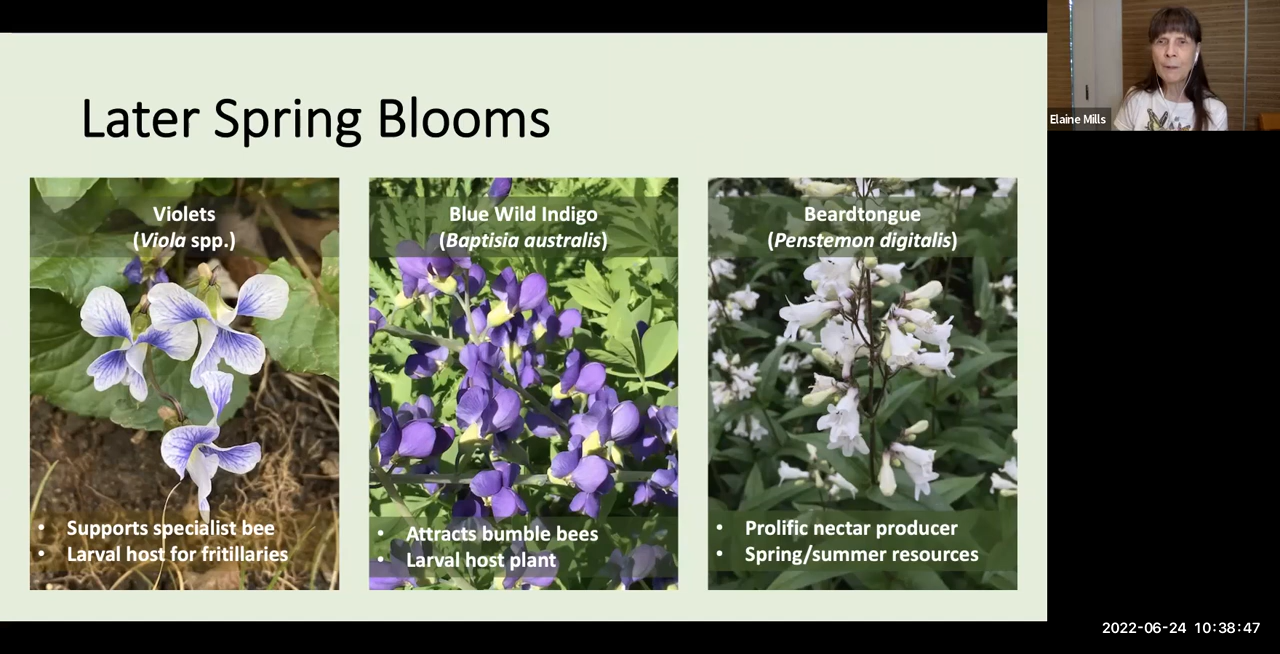 Later Spring Blooms
Violets
(Viola spp.)
• Supports specialist bee
• Larval host for fritillaries
Blue Wild Indigo
(Baptisia australis)
• Attracts bumble bees
• Larval host plant
Beardtongue
(Penstemon digitalis)
• Prolific nectar producer
• Spring/summer resources
Elaine Mills
2022-06-24 10:38:47